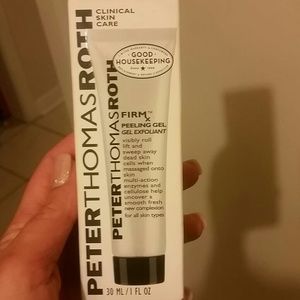 CLINICAL
SKIN
CARE
PETERTHOMASROTH
GOOD
HOUSEKEEPING
PETERTHOMASROTH
FIRMX™
PEELING GEL
GEL EXFOLIANT
visibly roll
lift and
sweep away
dead skin
cells when
massaged onto
skin
multi-action
enzymes and
cellulose help
uncover a
smooth fresh
new complexion
for all skin types
30 ML / 1 FL OZ